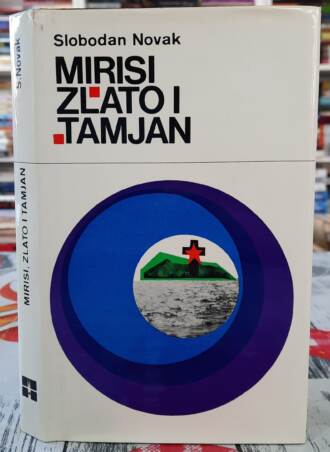 Slobodan Novak
MIRISI
ZLATO I
TAMJAN
S. Novak
MIRISI, ZLATO I TAMJAN